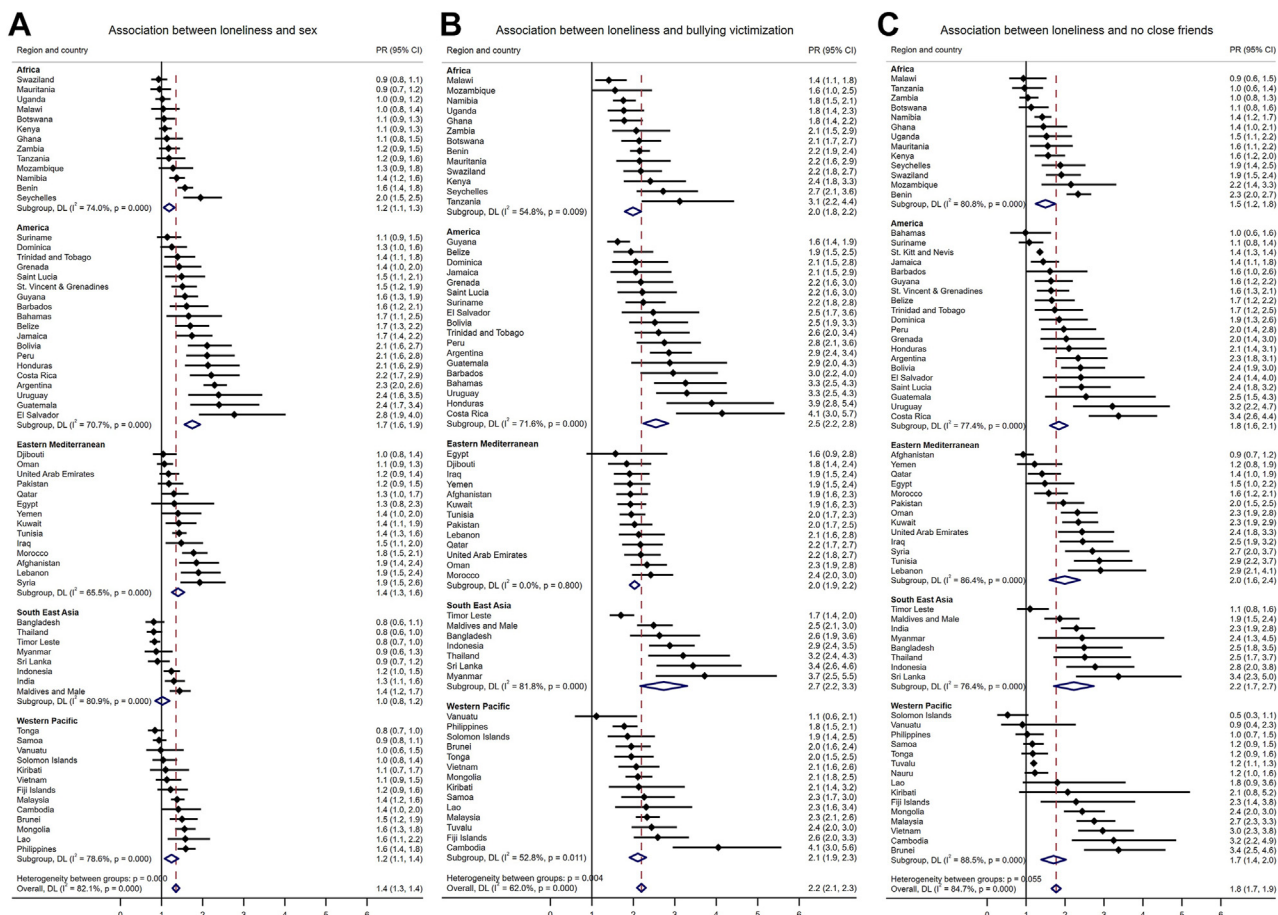 A
Association between loneliness and sex
Region and country PR (95% CI)
Africa
Swaziland 0.9 (0.8, 1.1)
Mauritania 0.9 (0.7, 1.2)
Uganda 1.0 (0.9, 1.2)
Malawi 1.0 (0.8, 1.4)
Botswana 1.1 (0.9, 1.3)
Kenya 1.1 (0.9, 1.3)
Ghana 1.1 (0.8, 1.5)
Zambia 1.2 (0.9, 1.5)
Tanzania 1.2 (0.9, 1.6)
Mozambique 1.3 (0.9, 1.8)
Namibia 1.4 (1.2, 1.6)
Benin 1.6 (1.4, 1.8)
Seychelles 2.0 (1.5, 2.5)
Subgroup, DL (I² = 74.0%, p = 0.000) 1.2 (1.1, 1.3)
America
Suriname 1.1 (0.9, 1.5)
Dominica 1.3 (1.0, 1.6)
Trinidad and Tobago 1.4 (1.1, 1.8)
Grenada 1.4 (1.0, 2.0)
Saint Lucia 1.5 (1.1, 2.1)
St. Vincent & Grenadines 1.5 (1.2, 1.9)
Guyana 1.6 (1.3, 1.9)
Barbados 1.6 (1.2, 2.1)
Bahamas 1.7 (1.1, 2.5)
Belize 1.7 (1.3, 2.2)
Jamaica 1.7 (1.4, 2.2)
Bolivia 2.1 (1.6, 2.7)
Peru 2.1 (1.6, 2.8)
Honduras 2.1 (1.6, 2.9)
Costa Rica 2.2 (1.7, 2.9)
Argentina 2.3 (2.0, 2.6)
Uruguay 2.4 (1.6, 3.5)
Guatemala 2.4 (1.7, 3.4)
El Salvador 2.8 (1.9, 4.0)
Subgroup, DL (I² = 70.7%, p = 0.000) 1.7 (1.6, 1.9)
Eastern Mediterranean
Djibouti 1.0 (0.8, 1.4)
Oman 1.1 (0.9, 1.3)
United Arab Emirates 1.2 (0.9, 1.4)
Pakistan 1.2 (0.9, 1.5)
Qatar 1.3 (1.0, 1.7)
Egypt 1.3 (0.8, 2.3)
Yemen 1.4 (1.0, 2.0)
Kuwait 1.4 (1.1, 1.9)
Tunisia 1.4 (1.3, 1.6)
Iraq 1.5 (1.1, 2.0)
Morocco 1.8 (1.5, 2.1)
Afghanistan 1.9 (1.4, 2.4)
Lebanon 1.9 (1.5, 2.4)
Syria 1.9 (1.5, 2.6)
Subgroup, DL (I² = 65.5%, p = 0.000) 1.4 (1.3, 1.6)
South East Asia
Bangladesh 0.8 (0.6, 1.1)
Thailand 0.8 (0.6, 1.0)
Timor Leste 0.8 (0.7, 1.0)
Myanmar 0.9 (0.6, 1.3)
Sri Lanka 0.9 (0.7, 1.2)
Indonesia 1.2 (1.0, 1.5)
India 1.3 (1.1, 1.6)
Maldives and Male 1.4 (1.2, 1.7)
Subgroup, DL (I² = 80.9%, p = 0.000) 1.0 (0.8, 1.2)
Western Pacific
Tonga 0.8 (0.7, 1.0)
Samoa 0.9 (0.8, 1.1)
Vanuatu 1.0 (0.6, 1.5)
Solomon Islands 1.0 (0.8, 1.4)
Kiribati 1.1 (0.7, 1.7)
Vietnam 1.1 (0.9, 1.5)
Fiji Islands 1.2 (0.9, 1.6)
Malaysia 1.4 (1.2, 1.6)
Cambodia 1.4 (1.0, 2.0)
Brunei 1.5 (1.2, 1.9)
Mongolia 1.6 (1.3, 1.8)
Lao 1.6 (1.1, 2.2)
Philippines 1.6 (1.4, 1.8)
Subgroup, DL (I² = 78.6%, p = 0.000) 1.2 (1.1, 1.4)
Heterogeneity between groups: p = 0.000
Overall, DL (I² = 82.1%, p = 0.000) 1.4 (1.3, 1.4)
0 1 2 3 4 5 6
B
Association between loneliness and bullying victimization
Region and country PR (95% CI)
Africa
Malawi 1.4 (1.1, 1.8)
Mozambique 1.6 (1.0, 2.5)
Namibia 1.8 (1.5, 2.1)
Uganda 1.8 (1.4, 2.3)
Ghana 1.8 (1.4, 2.2)
Zambia 2.1 (1.5, 2.9)
Botswana 2.1 (1.7, 2.7)
Benin 2.2 (1.9, 2.4)
Mauritania 2.2 (1.6, 2.9)
Swaziland 2.2 (1.8, 2.7)
Kenya 2.4 (1.8, 3.3)
Seychelles 2.7 (2.1, 3.6)
Tanzania 3.1 (2.2, 4.4)
Subgroup, DL (I² = 54.8%, p = 0.009) 2.0 (1.8, 2.2)
America
Guyana 1.6 (1.4, 1.9)
Belize 1.9 (1.5, 2.5)
Dominica 2.1 (1.5, 2.8)
Jamaica 2.1 (1.5, 2.9)
Grenada 2.2 (1.6, 3.0)
Saint Lucia 2.2 (1.6, 3.0)
Suriname 2.2 (1.8, 2.8)
El Salvador 2.5 (1.7, 3.6)
Bolivia 2.5 (1.9, 3.3)
Trinidad and Tobago 2.6 (2.0, 3.4)
Peru 2.8 (2.1, 3.6)
Argentina 2.9 (2.4, 3.4)
Guatemala 2.9 (2.0, 4.3)
Barbados 3.0 (2.2, 4.0)
Bahamas 3.3 (2.5, 4.3)
Uruguay 3.3 (2.5, 4.3)
Honduras 3.9 (2.8, 5.4)
Costa Rica 4.1 (3.0, 5.7)
Subgroup, DL (I² = 71.6%, p = 0.000) 2.5 (2.2, 2.8)
Eastern Mediterranean
Egypt 1.6 (0.9, 2.8)
Djibouti 1.8 (1.4, 2.4)
Iraq 1.9 (1.5, 2.4)
Yemen 1.9 (1.5, 2.4)
Afghanistan 1.9 (1.6, 2.3)
Kuwait 1.9 (1.6, 2.3)
Tunisia 2.0 (1.7, 2.3)
Pakistan 2.0 (1.7, 2.5)
Lebanon 2.1 (1.6, 2.8)
Qatar 2.2 (1.7, 2.7)
United Arab Emirates 2.2 (1.8, 2.7)
Oman 2.3 (1.9, 2.8)
Morocco 2.4 (2.0, 3.0)
Subgroup, DL (I² = 0.0%, p = 0.800) 2.0 (1.9, 2.2)
South East Asia
Timor Leste 1.7 (1.4, 2.0)
Maldives and Male 2.5 (2.1, 3.0)
Bangladesh 2.6 (1.9, 3.6)
Indonesia 2.9 (2.4, 3.5)
Thailand 3.2 (2.4, 4.3)
Sri Lanka 3.4 (2.6, 4.6)
Myanmar 3.7 (2.5, 5.5)
Subgroup, DL (I² = 81.8%, p = 0.000) 2.7 (2.2, 3.3)
Western Pacific
Vanuatu 1.1 (0.6, 2.1)
Philippines 1.8 (1.5, 2.1)
Solomon Islands 1.9 (1.4, 2.5)
Brunei 2.0 (1.6, 2.4)
Tonga 2.0 (1.5, 2.5)
Vietnam 2.1 (1.6, 2.6)
Mongolia 2.1 (1.8, 2.5)
Kiribati 2.1 (1.4, 3.2)
Samoa 2.3 (1.7, 3.0)
Lao 2.3 (1.6, 3.4)
Malaysia 2.3 (2.1, 2.6)
Tuvalu 2.4 (2.0, 3.0)
Fiji Islands 2.6 (2.0, 3.3)
Cambodia 4.1 (3.0, 5.6)
Subgroup, DL (I² = 52.8%, p = 0.011) 2.1 (1.9, 2.3)
Heterogeneity between groups: p = 0.004
Overall, DL (I² = 62.0%, p = 0.000) 2.2 (2.1, 2.3)
0 1 2 3 4 5 6
C
Association between loneliness and no close friends
Region and country PR (95% CI)
Africa
Malawi 0.9 (0.6, 1.5)
Tanzania 1.0 (0.6, 1.4)
Zambia 1.0 (0.8, 1.3)
Botswana 1.1 (0.8, 1.6)
Namibia 1.4 (1.2, 1.7)
Ghana 1.4 (1.0, 2.1)
Uganda 1.5 (1.1, 2.2)
Mauritania 1.6 (1.1, 2.2)
Kenya 1.6 (1.2, 2.0)
Seychelles 1.9 (1.4, 2.5)
Swaziland 1.9 (1.5, 2.4)
Mozambique 2.2 (1.4, 3.3)
Benin 2.3 (2.0, 2.7)
Subgroup, DL (I² = 80.8%, p = 0.000) 1.5 (1.2, 1.8)
America
Bahamas 1.0 (0.6, 1.6)
Suriname 1.1 (0.8, 1.4)
St. Kitt and Nevis 1.4 (1.3, 1.4)
Jamaica 1.4 (1.1, 1.8)
Barbados 1.6 (1.0, 2.6)
Guyana 1.6 (1.2, 2.2)
St. Vincent & Grenadines 1.6 (1.3, 2.1)
Belize 1.7 (1.2, 2.2)
Trinidad and Tobago 1.7 (1.2, 2.5)
Dominica 1.9 (1.3, 2.6)
Peru 2.0 (1.4, 2.8)
Grenada 2.0 (1.4, 3.0)
Honduras 2.1 (1.4, 3.1)
Argentina 2.3 (1.8, 3.1)
Bolivia 2.4 (1.9, 3.0)
El Salvador 2.4 (1.4, 4.0)
Saint Lucia 2.4 (1.8, 3.2)
Guatemala 2.5 (1.5, 4.3)
Uruguay 3.2 (2.2, 4.7)
Costa Rica 3.4 (2.6, 4.4)
Subgroup, DL (I² = 77.4%, p = 0.000) 1.8 (1.6, 2.1)
Eastern Mediterranean
Afghanistan 0.9 (0.7, 1.2)
Yemen 1.2 (0.8, 1.9)
Qatar 1.4 (1.0, 1.9)
Egypt 1.5 (1.0, 2.2)
Morocco 1.6 (1.2, 2.1)
Pakistan 2.0 (1.5, 2.5)
Oman 2.3 (1.9, 2.8)
Kuwait 2.3 (1.9, 2.9)
United Arab Emirates 2.4 (1.8, 3.3)
Iraq 2.5 (1.9, 3.2)
Syria 2.7 (2.0, 3.7)
Tunisia 2.9 (2.2, 3.7)
Lebanon 2.9 (2.1, 4.1)
Subgroup, DL (I² = 86.4%, p = 0.000) 2.0 (1.6, 2.4)
South East Asia
Timor Leste 1.1 (0.8, 1.6)
Maldives and Male 1.9 (1.5, 2.4)
India 2.3 (1.9, 2.8)
Myanmar 2.4 (1.3, 4.5)
Bangladesh 2.5 (1.8, 3.5)
Thailand 2.5 (1.7, 3.7)
Indonesia 2.8 (2.0, 3.8)
Sri Lanka 3.4 (2.3, 5.0)
Subgroup, DL (I² = 76.4%, p = 0.000) 2.2 (1.7, 2.7)
Western Pacific
Solomon Islands 0.5 (0.3, 1.1)
Vanuatu 0.9 (0.4, 2.3)
Philippines 1.0 (0.7, 1.5)
Samoa 1.2 (0.9, 1.5)
Tonga 1.2 (0.9, 1.6)
Tuvalu 1.2 (1.1, 1.3)
Nauru 1.2 (1.0, 1.6)
Lao 1.8 (0.9, 3.6)
Kiribati 2.1 (0.8, 5.2)
Fiji Islands 2.3 (1.4, 3.8)
Mongolia 2.4 (2.0, 3.0)
Malaysia 2.7 (2.3, 3.3)
Vietnam 3.0 (2.3, 3.8)
Cambodia 3.2 (2.2, 4.9)
Brunei 3.4 (2.5, 4.6)
Subgroup, DL (I² = 88.5%, p = 0.000) 1.7 (1.4, 2.0)
Heterogeneity between groups: p = 0.055
Overall, DL (I² = 84.7%, p = 0.000) 1.8 (1.7, 1.9)
0 1 2 3 4 5 6